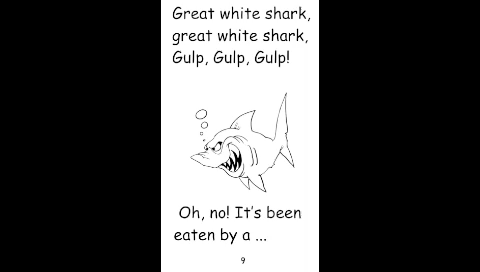 Great white shark,
great white shark,
Gulp, Gulp, Gulp!
Oh, no! It's been
eaten by a ...
9